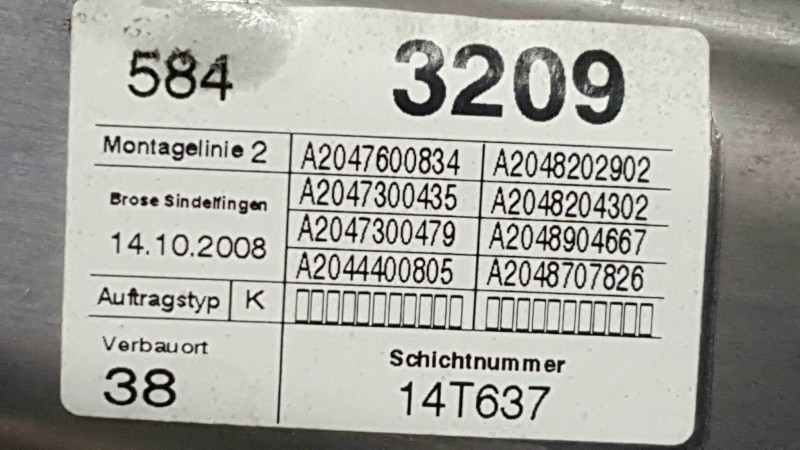 584 3209
Montagelinie 2 A2047600834 A2048202902
Brose Sindelfingen A2047300435 A2048204302
14.10.2008 A2047300479 A2048904667
A2044400805 A2048707826
Auftragstyp K ▯▯▯▯▯▯▯▯▯▯▯ ▯▯▯▯▯▯▯▯▯▯▯
Verbauort Schichtnummer
38 14T637